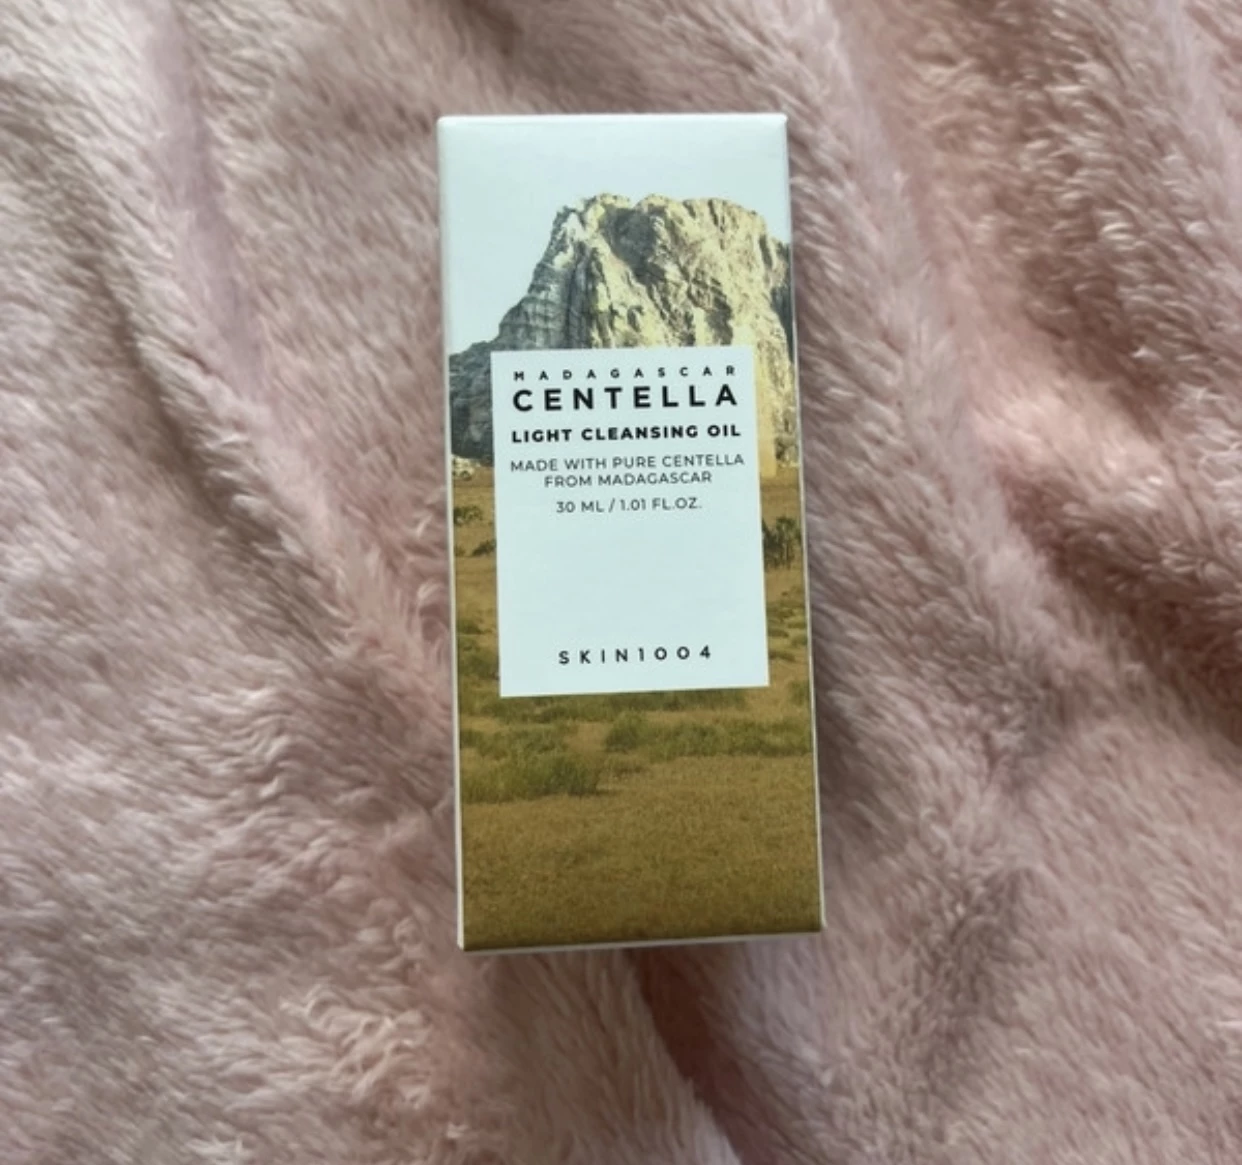 MADAGASCAR
CENTELLA
LIGHT CLEANSING OIL
MADE WITH PURE CENTELLA
FROM MADAGASCAR
30 ML / 1.01 FL.OZ.
SKIN1004